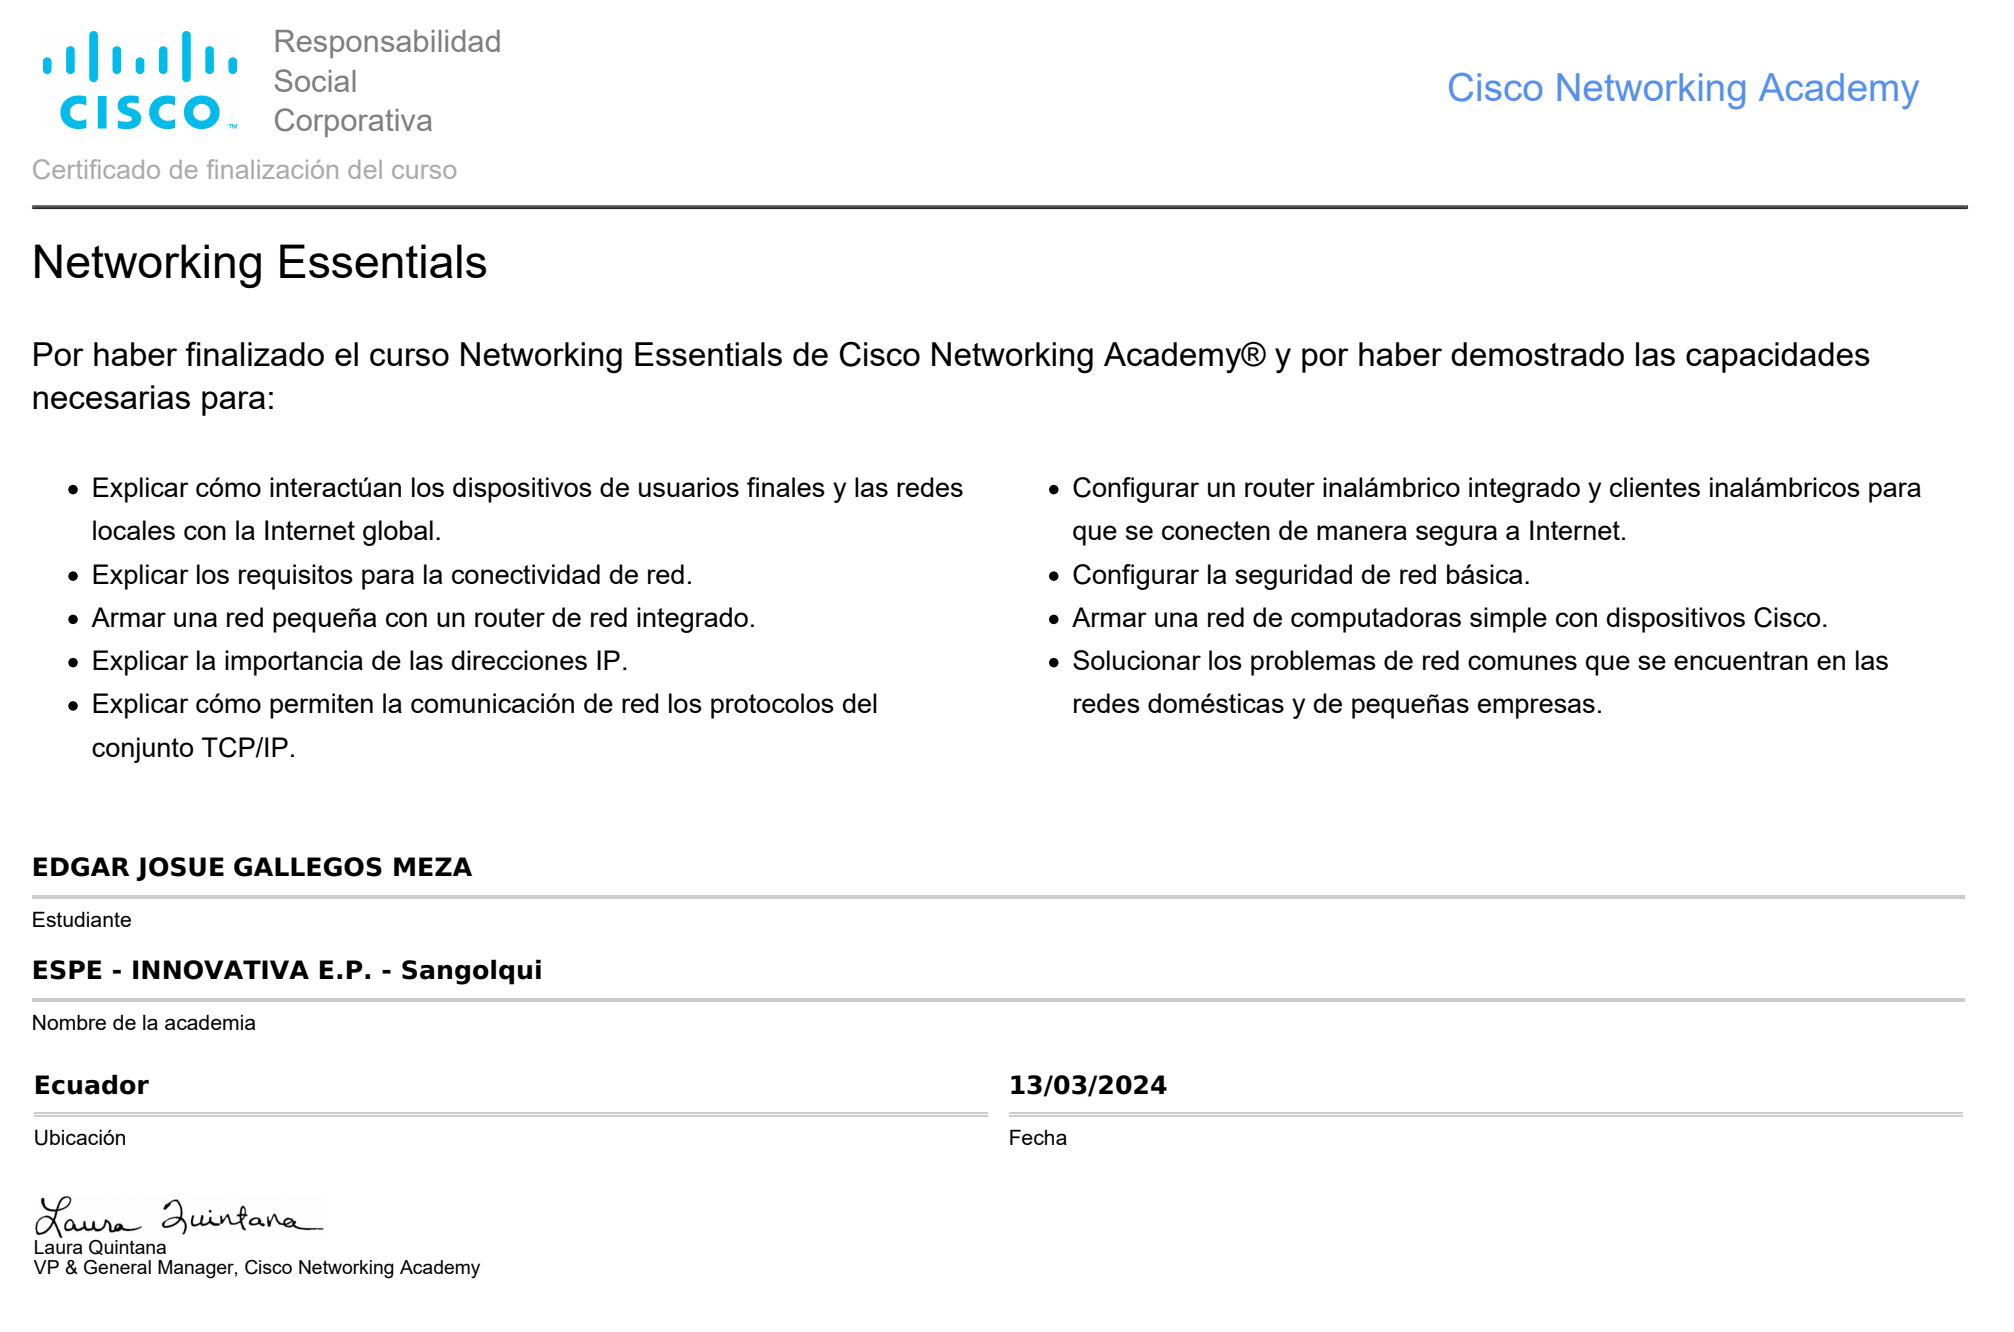 CISCO™
Responsabilidad
Social
Corporativa
Cisco Networking Academy
Certificado de finalización del curso
Networking Essentials
Por haber finalizado el curso Networking Essentials de Cisco Networking Academy® y por haber demostrado las capacidades
necesarias para:
• Explicar cómo interactúan los dispositivos de usuarios finales y las redes
locales con la Internet global.
• Explicar los requisitos para la conectividad de red.
• Armar una red pequeña con un router de red integrado.
• Explicar la importancia de las direcciones IP.
• Explicar cómo permiten la comunicación de red los protocolos del
conjunto TCP/IP.
• Configurar un router inalámbrico integrado y clientes inalámbricos para
que se conecten de manera segura a Internet.
• Configurar la seguridad de red básica.
• Armar una red de computadoras simple con dispositivos Cisco.
• Solucionar los problemas de red comunes que se encuentran en las
redes domésticas y de pequeñas empresas.
EDGAR JOSUE GALLEGOS MEZA
Estudiante
ESPE - INNOVATIVA E.P. - Sangolqui
Nombre de la academia
Ecuador
Ubicación
13/03/2024
Fecha
Laura Quintana
Laura Quintana
VP & General Manager, Cisco Networking Academy